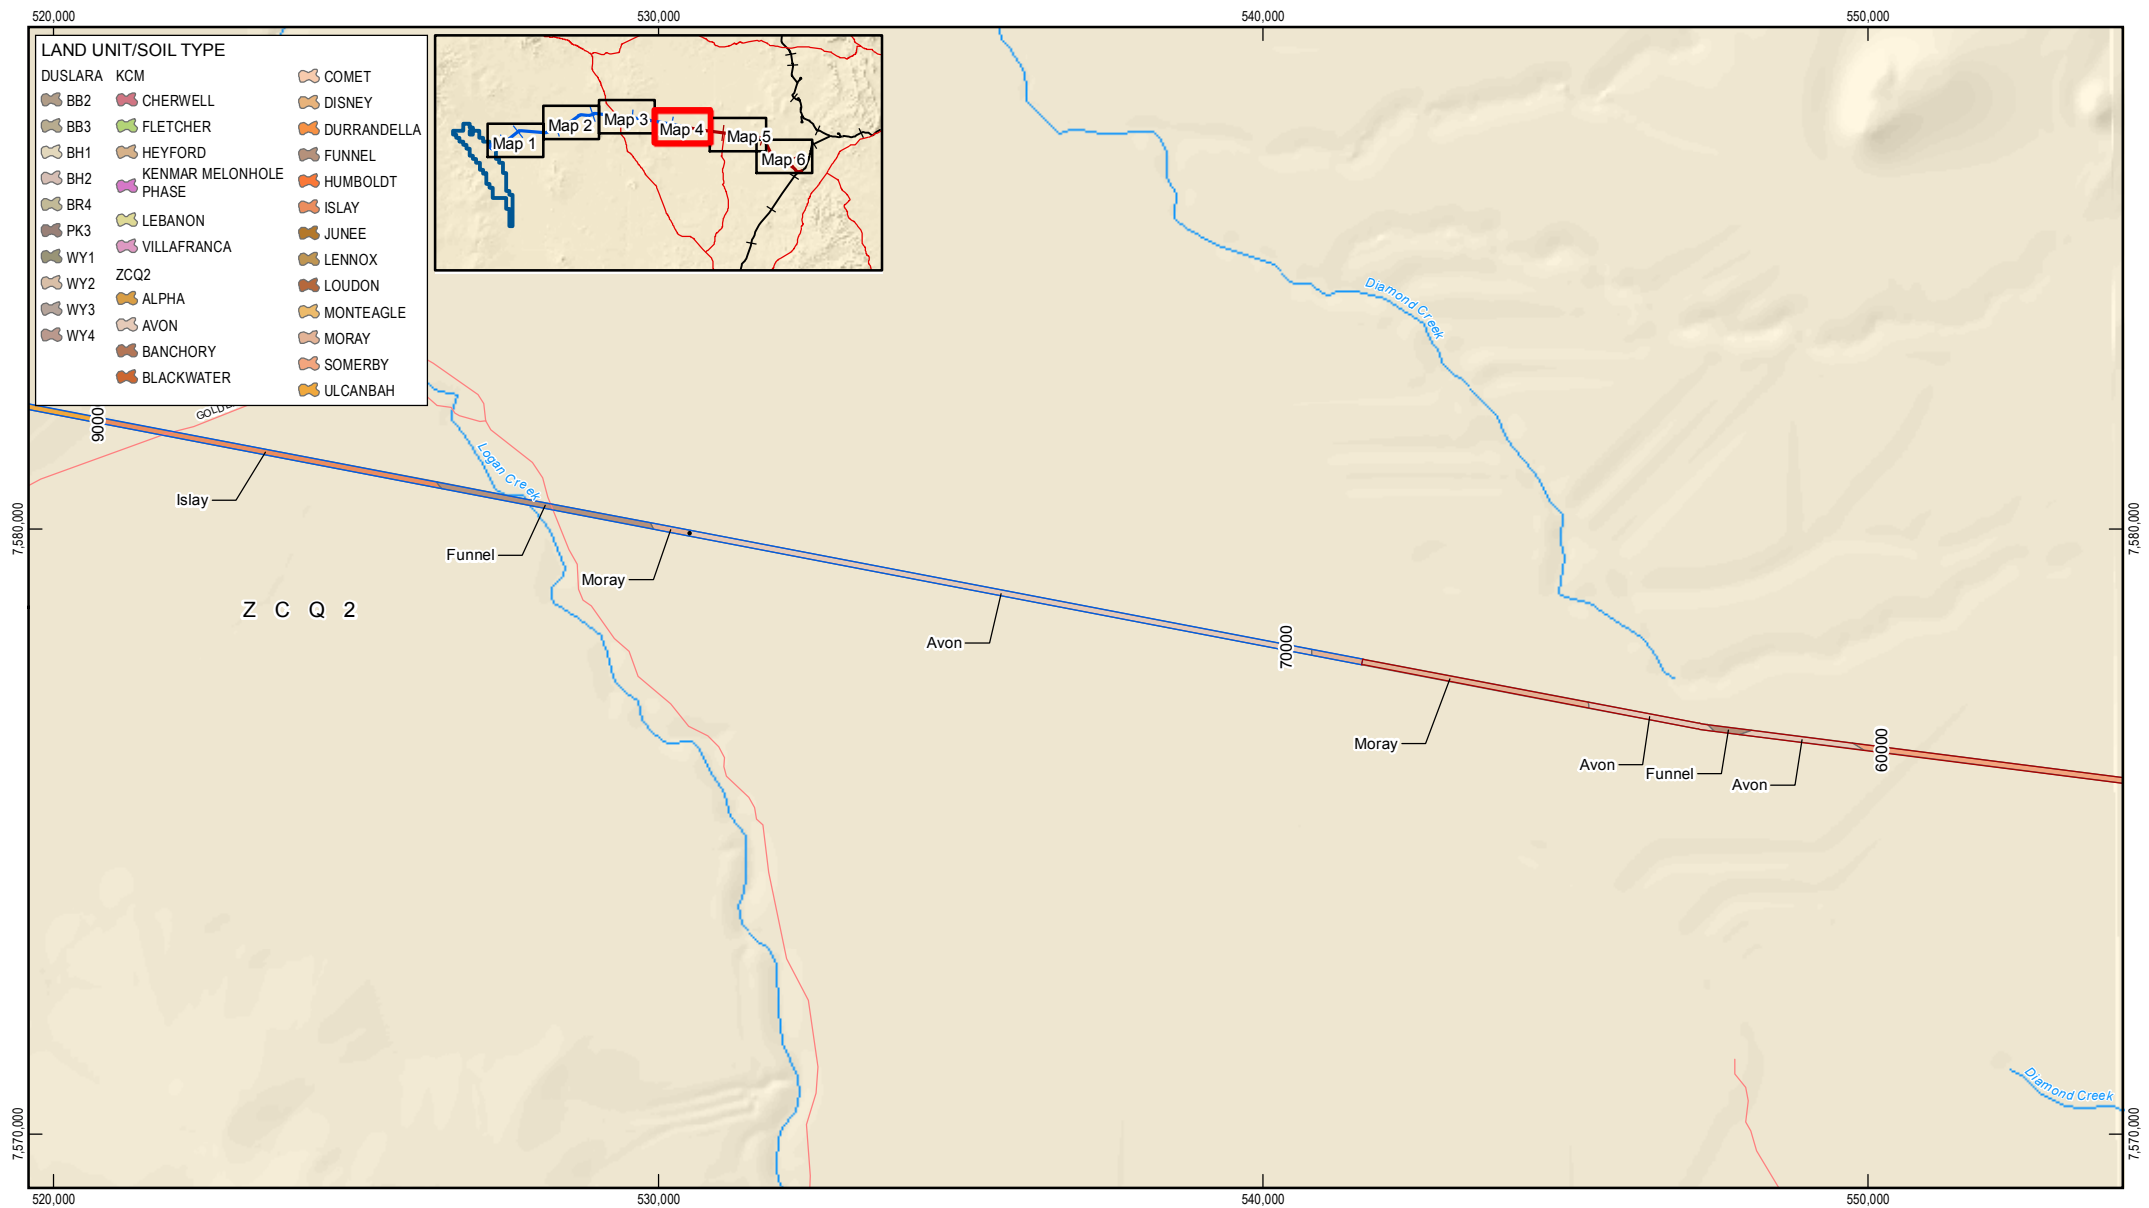 520,000
530,000
540,000
550,000
LAND UNIT/SOIL TYPE
DUSLARA
BB2
BB3
BH1
BH2
BR4
PK3
WY1
WY2
WY3
WY4
KCM
CHERWELL
FLETCHER
HEYFORD
KENMAR MELONHOLE
PHASE
LEBANON
VILLAFRANCA
ZCQ2
ALPHA
AVON
BANCHORY
BLACKWATER
COMET
DISNEY
DURRANDELLA
FUNNEL
HUMBOLDT
ISLAY
JUNEE
LENNOX
LOUDON
MONTEAGLE
MORAY
SOMERBY
ULCANBAH
Map 1
Map 2
Map 3
Map 4
Map 5
Map 6
Diamond Creek
Logan Creek
Islay
Funnel
Moray
Avon
70000
Moray
Avon
Funnel
Avon
60000
ZCQ2
Diamond Creek
7,580,000
7,580,000
7,570,000
7,570,000
520,000
530,000
540,000
550,000